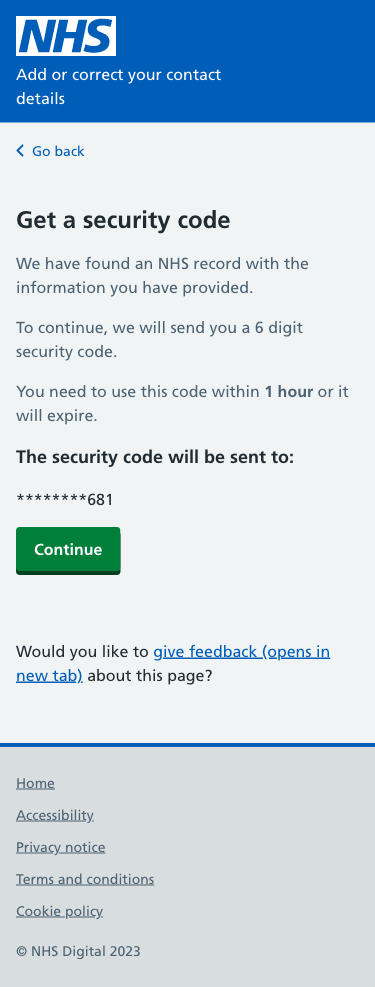 NHS
Add or correct your contact
details
Go back
Get a security code
We have found an NHS record with the
information you have provided.
To continue, we will send you a 6 digit
security code.
You need to use this code within 1 hour or it
will expire.
The security code will be sent to:
********681
Continue
Would you like to give feedback (opens in
new tab) about this page?
Home
Accessibility
Privacy notice
Terms and conditions
Cookie policy
© NHS Digital 2023